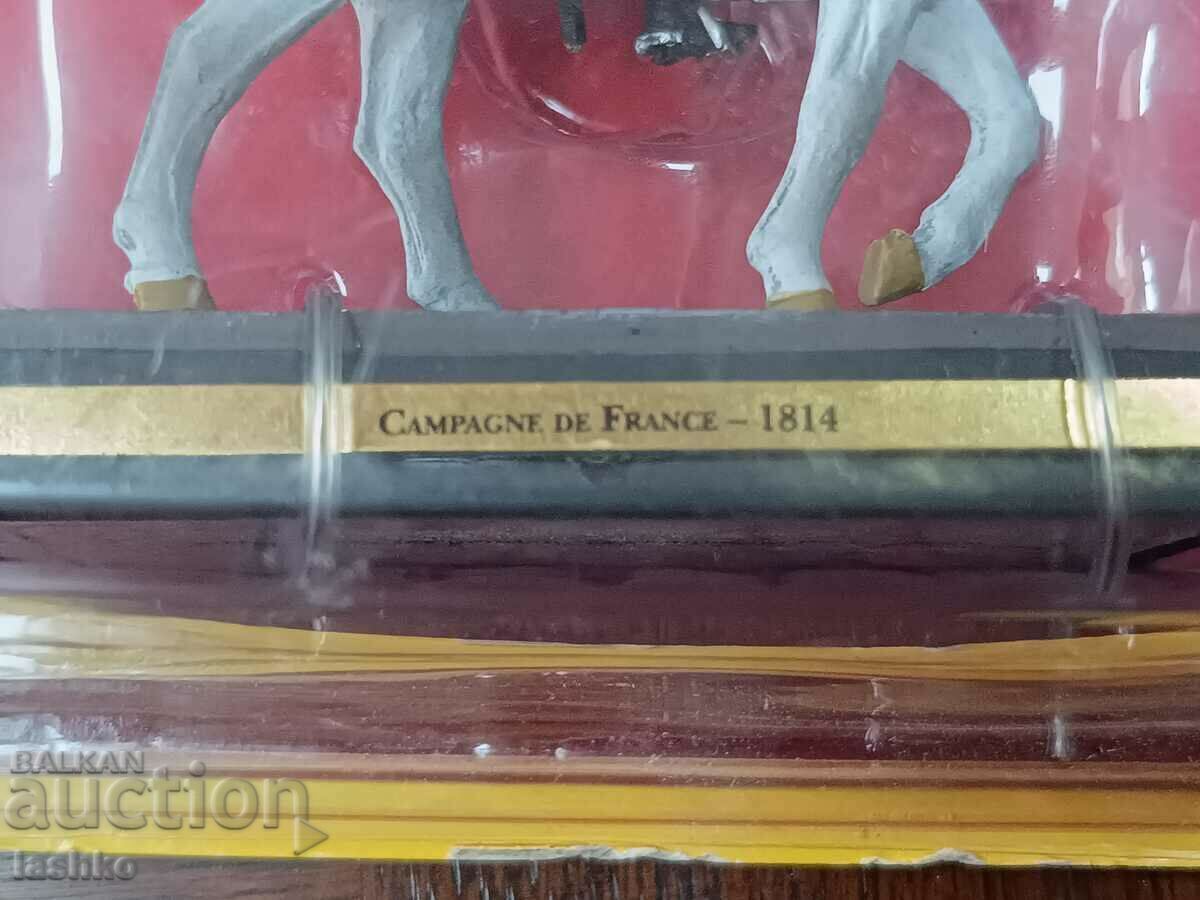 CAMPAGNE DE FRANCE – 1814
BALKAN
auction
lashko